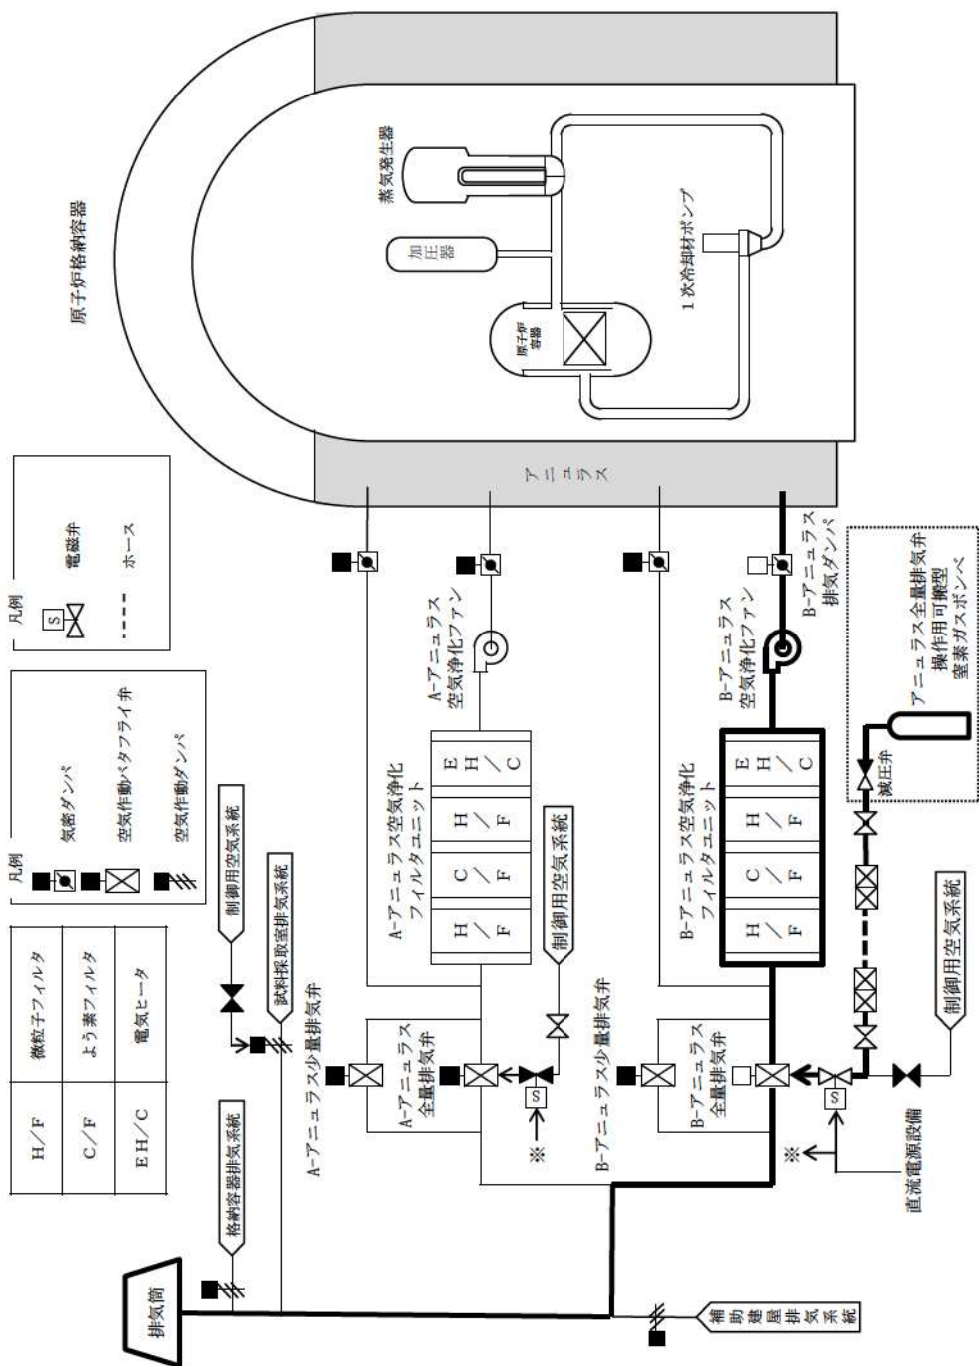 原子炉格納容器
蒸気発生器
加圧器
原子炉
容器
1次冷却材ポンプ
アニュラス
凡例
S
電磁弁
ホース
凡例
気密ダンパ
空気作動バタフライ弁
空気作動ダンパ
H/F
微粒子フィルタ
C/F
よう素フィルタ
EH/C
電気ヒータ
排気筒
格納容器排気系統
試料採取室排気系統
制御用空気系統
補助建屋排気系統
A-アニュラス少量排気弁
A-アニュラス
全量排気弁
S
※
制御用空気系統
A-アニュラス空気浄化
フィルタユニット
H/F
C/F
H/F
EH/C
A-アニュラス
空気浄化ファン
B-アニュラス少量排気弁
B-アニュラス
全量排気弁
S
※
直流電源設備
制御用空気系統
B-アニュラス空気浄化
フィルタユニット
H/F
C/F
H/F
EH/C
B-アニュラス
空気浄化ファン
B-アニュラス
排気ダンパ
減圧弁
アニュラス全量排気弁
操作用可搬型
窒素ガスボンベ